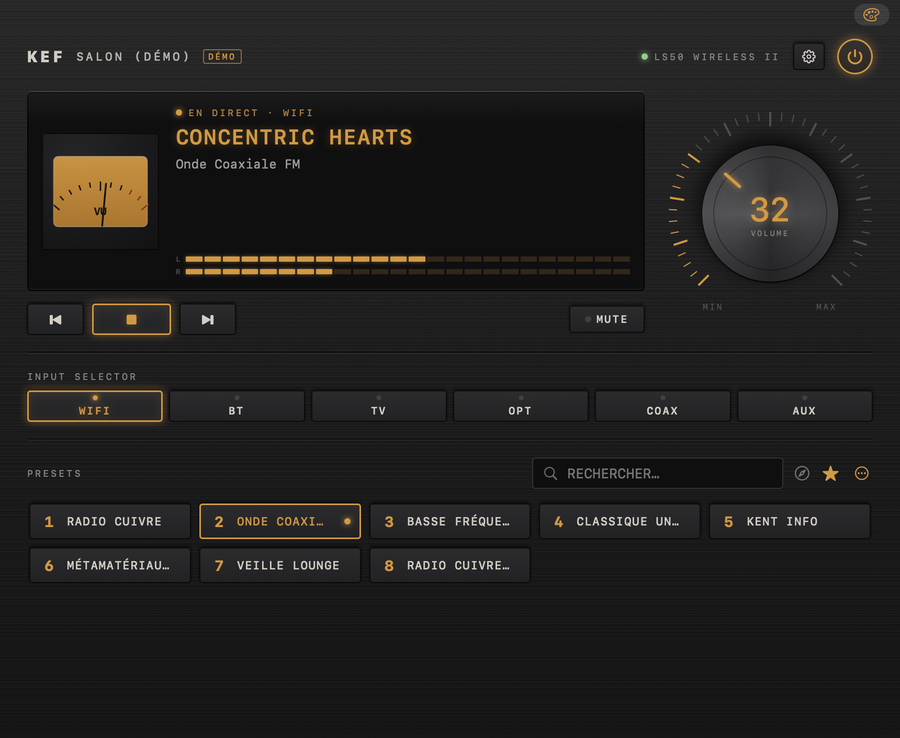 KEF SALON (DÉMO) DÉMO
LS50 WIRELESS II
EN DIRECT · WIFI
CONCENTRIC HEARTS
Onde Coaxiale FM
VU
L
R
32
VOLUME
MIN MAX
MUTE
INPUT SELECTOR
WIFI BT TV OPT COAX AUX
PRESETS
RECHERCHER…
1 RADIO CUIVRE 2 ONDE COAXI… 3 BASSE FRÉQUE… 4 CLASSIQUE UN… 5 KENT INFO
6 MÉTAMATÉRIAU… 7 VEILLE LOUNGE 8 RADIO CUIVRE…